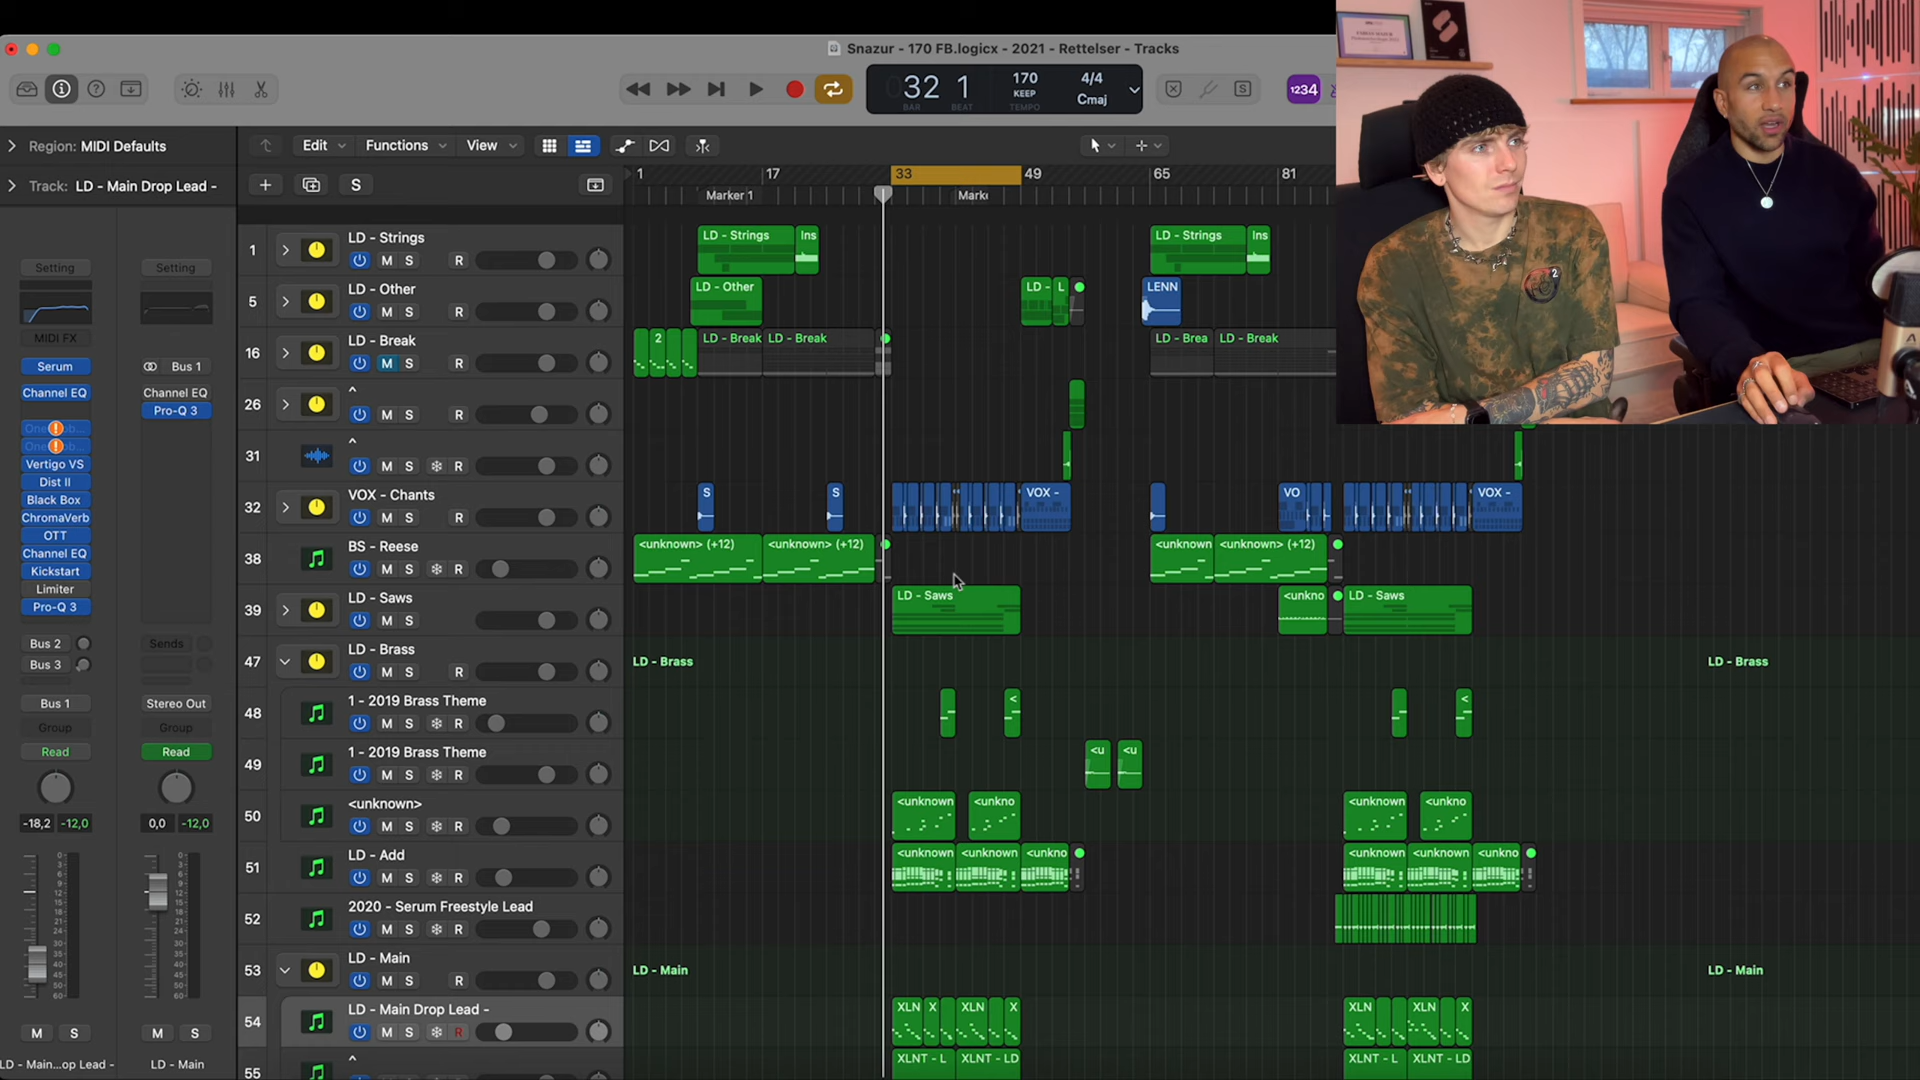 Snazur - 170 FB.logicx - 2021 - Rettelser - Tracks
32 1 170 4/4
KEEP Cmaj
BAR BEAT TEMPO
1234
Region: MIDI Defaults
Edit Functions View
Track: LD - Main Drop Lead -
S
1 17 33 49 65 81
Marker 1
Setting Setting
MIDI FX
Serum
Bus 1
Channel EQ
Channel EQ
Pro-Q 3
Vertigo VS
Dist II
Black Box
ChromaVerb
OTT
Channel EQ
Kickstart
Limiter
Pro-Q 3
Bus 2 Sends
Bus 3
Bus 1 Stereo Out
Group Group
Read Read
-18,2 -12,0 0,0 -12,0
M S M S
LD - Main...op Lead - LD - Main
1 LD - Strings
M S R
LD - Strings Ins LD - Strings Ins
5 LD - Other
M S R
LD - Other LD - L LENN
16 LD - Break
M S R
2 LD - Break LD - Break LD - Brea LD - Break
26 ^
M S R
31 ^
M S R
32 VOX - Chants
M S R
S S VOX - VO VOX -
38 BS - Reese
M S R
<unknown> (+12) <unknown> (+12) <unknown <unknown> (+12)
39 LD - Saws
M S R
LD - Saws <unkno LD - Saws
47 LD - Brass
M S R
LD - Brass LD - Brass
48 1 - 2019 Brass Theme
M S R
< <
49 1 - 2019 Brass Theme
M S R
<u <u
50 <unknown>
M S R
<unknown <unkno <unknown <unkno
51 LD - Add
M S R
<unknown <unknown <unkno <unknown <unknown <unkno
52 2020 - Serum Freestyle Lead
M S R
53 LD - Main
M S R
LD - Main LD - Main
54 LD - Main Drop Lead -
M S R
XLN X XLN X XLN XLN X
55 ^
XLNT - L XLNT - LD XLNT - L XLNT - LD